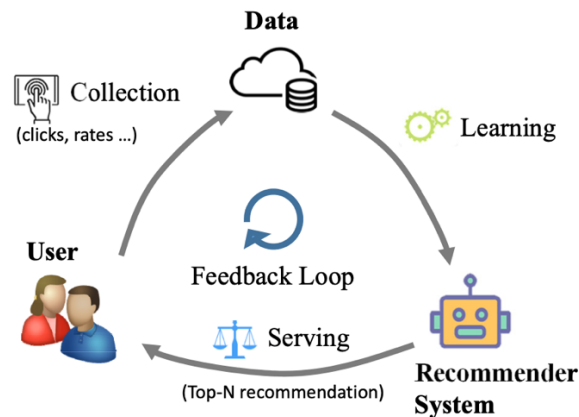 Data
Collection
(clicks, rates ...)
Learning
User
Feedback Loop
Serving
(Top-N recommendation)
Recommender
System